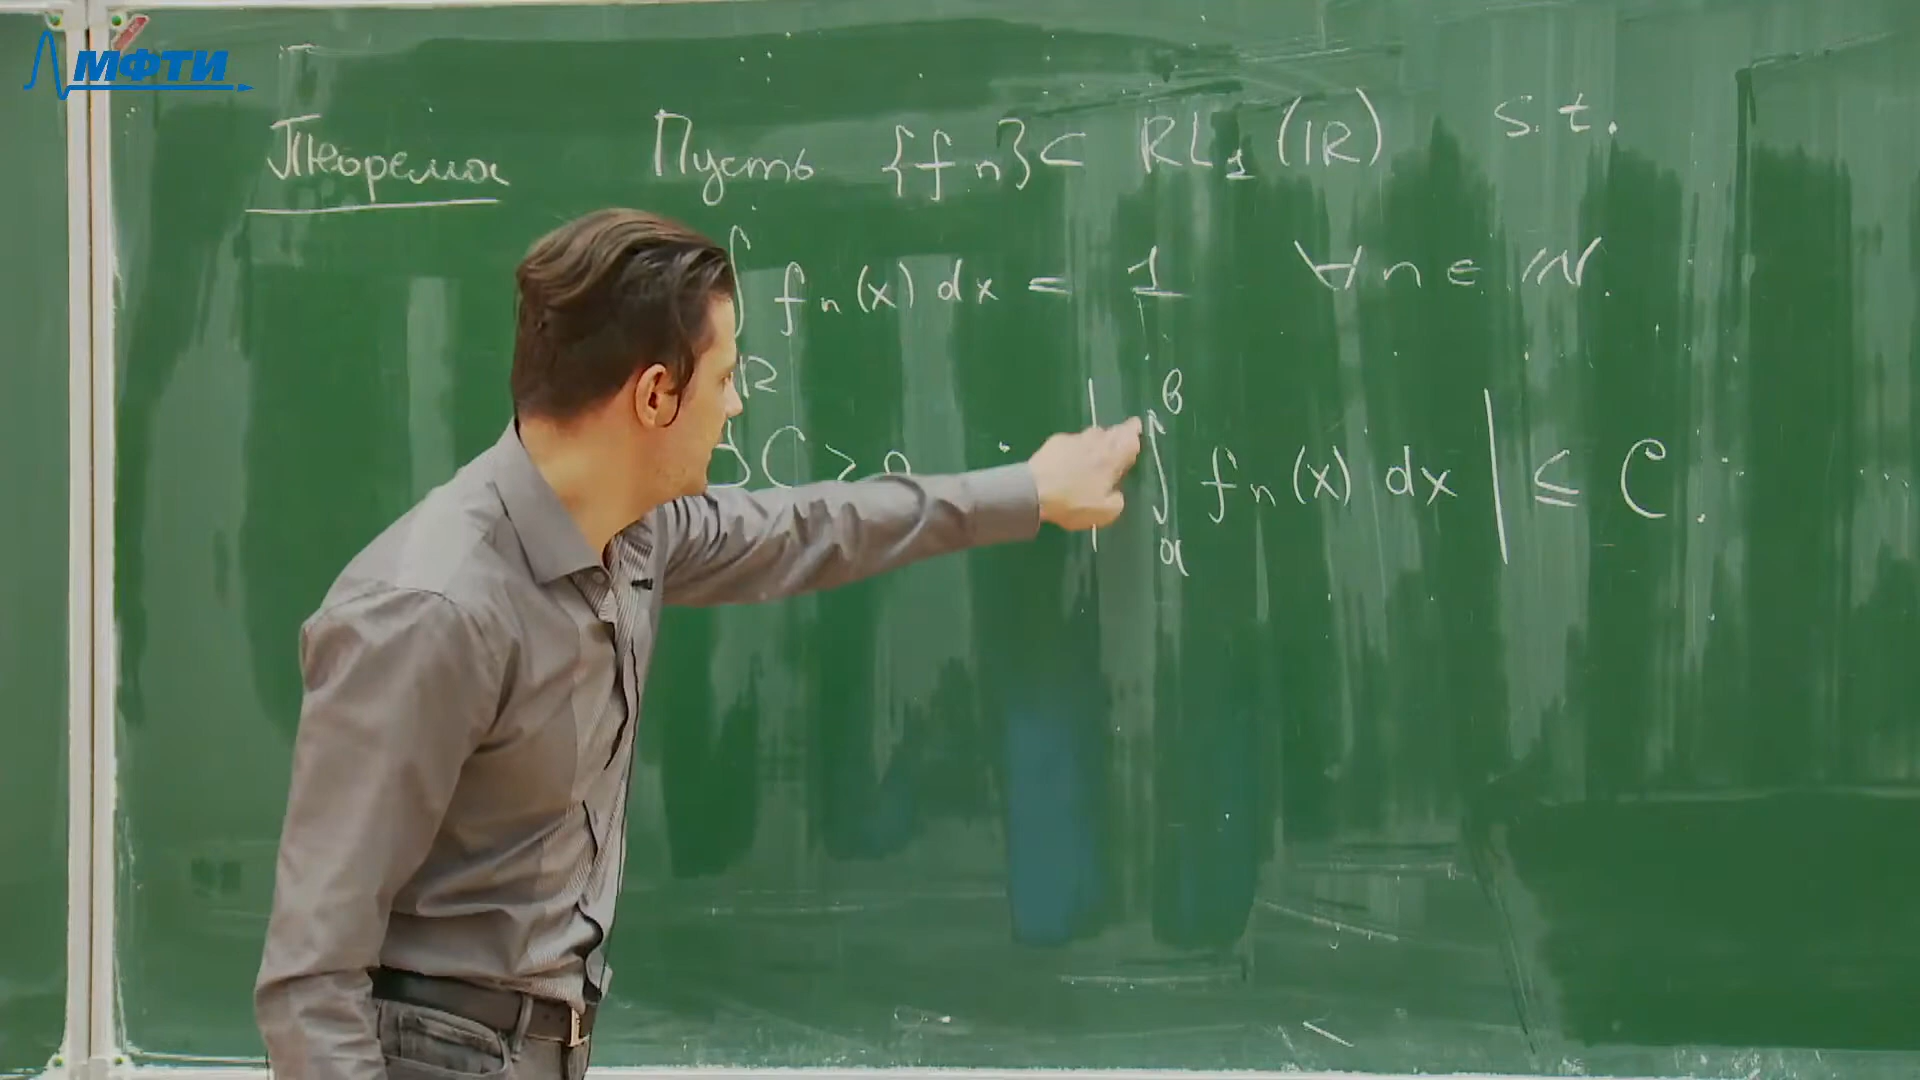 МФТИ
Теорема Пусть {fn} ⊂ RL₁(ℝ) s.t.
∫ fn(x) dx = 1 ∀n ∈ ℕ.
ℝ
∃ C > 0 : | ∫ₐᵇ fn(x) dx | ≤ C.